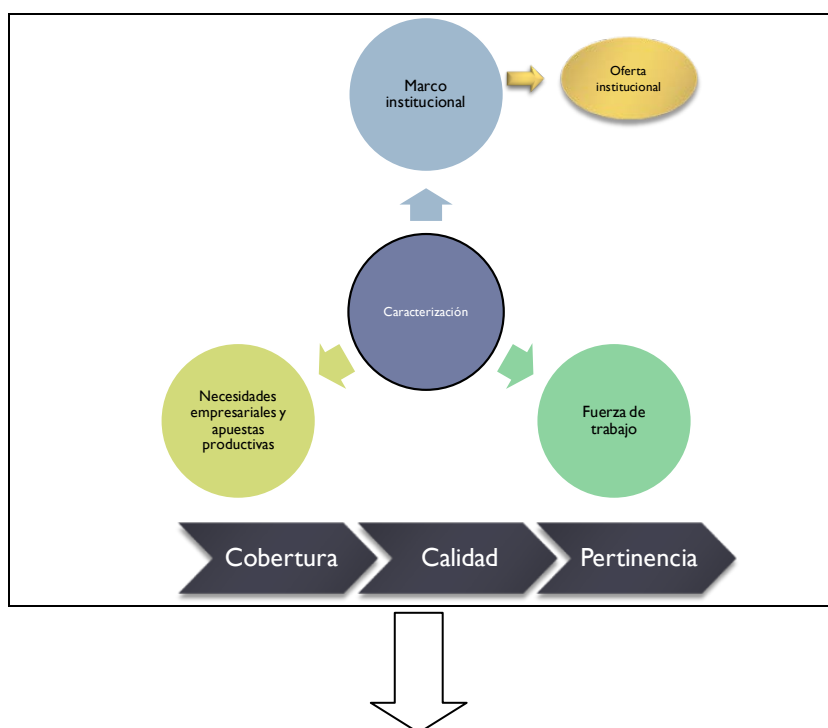 Marco
institucional
Oferta
institucional
Caracterización
Necesidades
empresariales y
apuestas
productivas
Fuerza de
trabajo
Cobertura
Calidad
Pertinencia